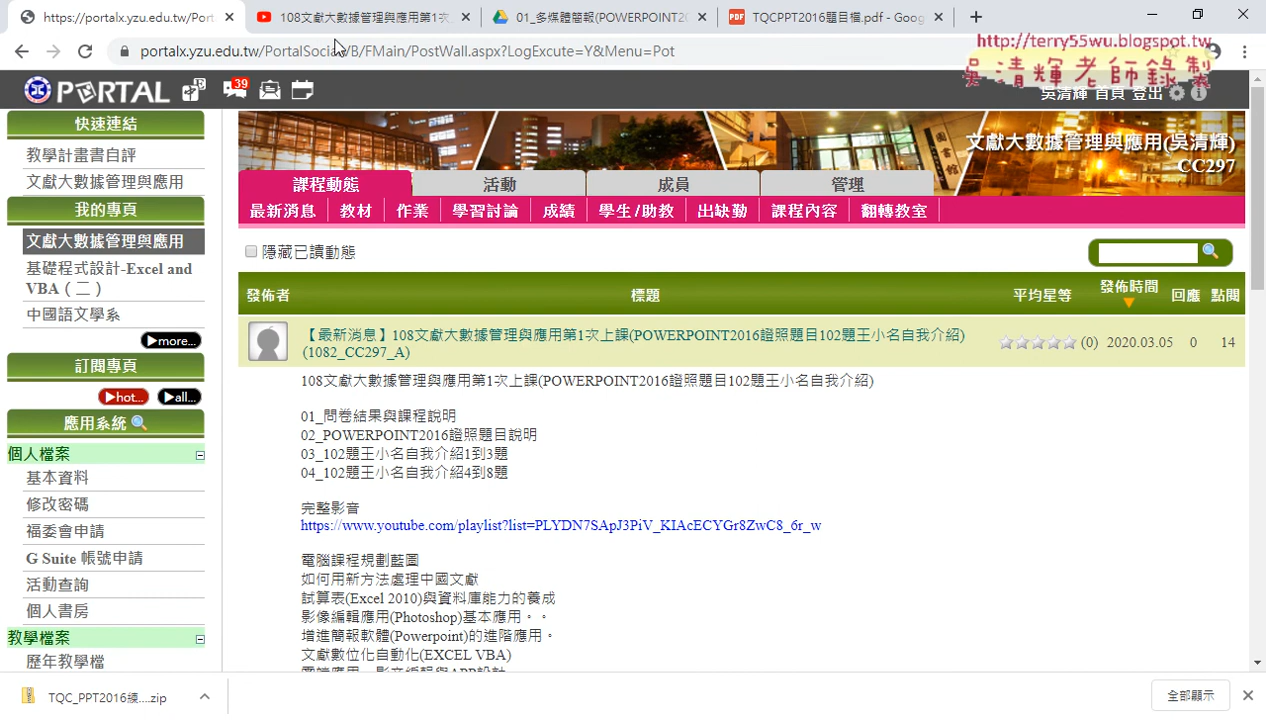 https://portalx.yzu.edu.tw/Port
108文獻大數據管理與應用第1次
01_多媒體簡報(POWERPOINT2
PDF
TQCPPT2016題目檔.pdf - Goog
portalx.yzu.edu.tw/PortalSocialVB/FMain/PostWall.aspx?LogExcute=Y&Menu=Pot
http://terry55wu.blogspot.tw
吳清輝老師錄製
PORTAL
39
吳清輝 首頁 登出
快速連結
教學計畫書自評
文獻大數據管理與應用
我的專頁
文獻大數據管理與應用
基礎程式設計-Excel and
VBA（二）
中國語文學系
▶more...
訂閱專頁
▶hot...
▶all...
應用系統
個人檔案
基本資料
修改密碼
福委會申請
G Suite 帳號申請
活動查詢
個人書房
教學檔案
歷年教學檔
圖書館
文獻大數據管理與應用(吳清輝)
CC297
課程動態
活動
成員
管理
最新消息
教材
作業
學習討論
成績
學生/助教
出缺勤
課程內容
翻轉教室
隱藏已讀動態
發佈者
標題
平均星等
發佈時間
▼
回應
點閱
【最新消息】108文獻大數據管理與應用第1次上課(POWERPOINT2016證照題目102題王小名自我介紹)
(1082_CC297_A)
(0)
2020.03.05
0
14
108文獻大數據管理與應用第1次上課(POWERPOINT2016證照題目102題王小名自我介紹)
01_問卷結果與課程說明
02_POWERPOINT2016證照題目說明
03_102題王小名自我介紹1到3題
04_102題王小名自我介紹4到8題
完整影音
https://www.youtube.com/playlist?list=PLYDN7SApJ3PiV_KIAcECYGr8ZwC8_6r_w
電腦課程規劃藍圖
如何用新方法處理中國文獻
試算表(Excel 2010)與資料庫能力的養成
影像編輯應用(Photoshop)基本應用。。
增進簡報軟體(Powerpoint)的進階應用。
文獻數位化自動化(EXCEL VBA)
雲端應用、影音編輯與APP設計
TQC_PPT2016練....zip
全部顯示